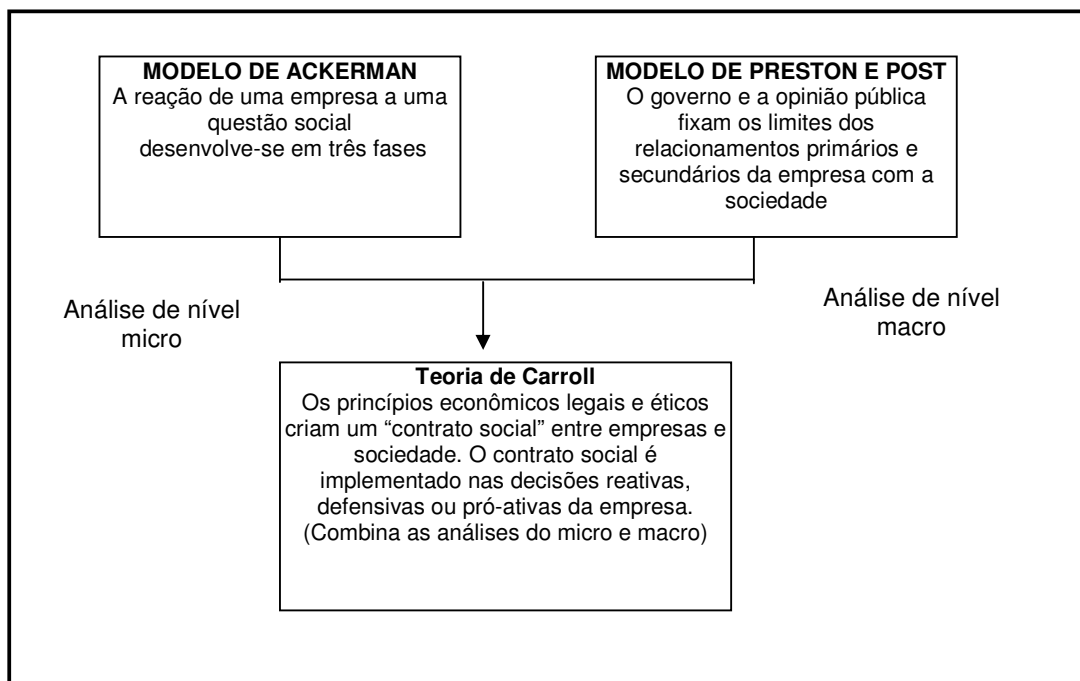 MODELO DE ACKERMAN
A reação de uma empresa a uma
questão social
desenvolve-se em três fases
MODELO DE PRESTON E POST
O governo e a opinião pública
fixam os limites dos
relacionamentos primários e
secundários da empresa com a
sociedade
Análise de nível
micro
Análise de nível
macro
Teoria de Carroll
Os princípios econômicos legais e éticos
criam um “contrato social” entre empresas e
sociedade. O contrato social é
implementado nas decisões reativas,
defensivas ou pró-ativas da empresa.
(Combina as análises do micro e macro)